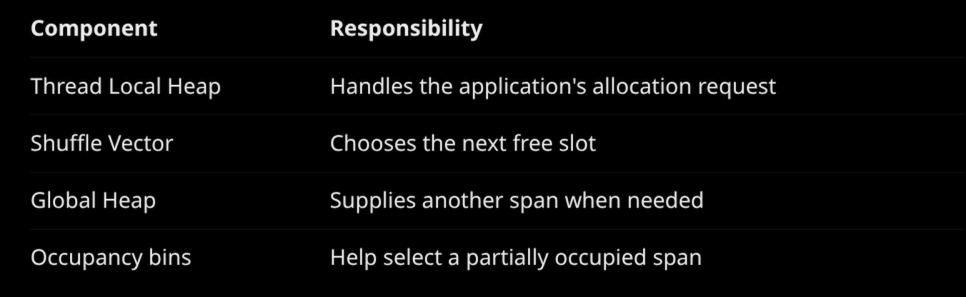 Component Responsibility
Thread Local Heap Handles the application's allocation request
Shuffle Vector Chooses the next free slot
Global Heap Supplies another span when needed
Occupancy bins Help select a partially occupied span